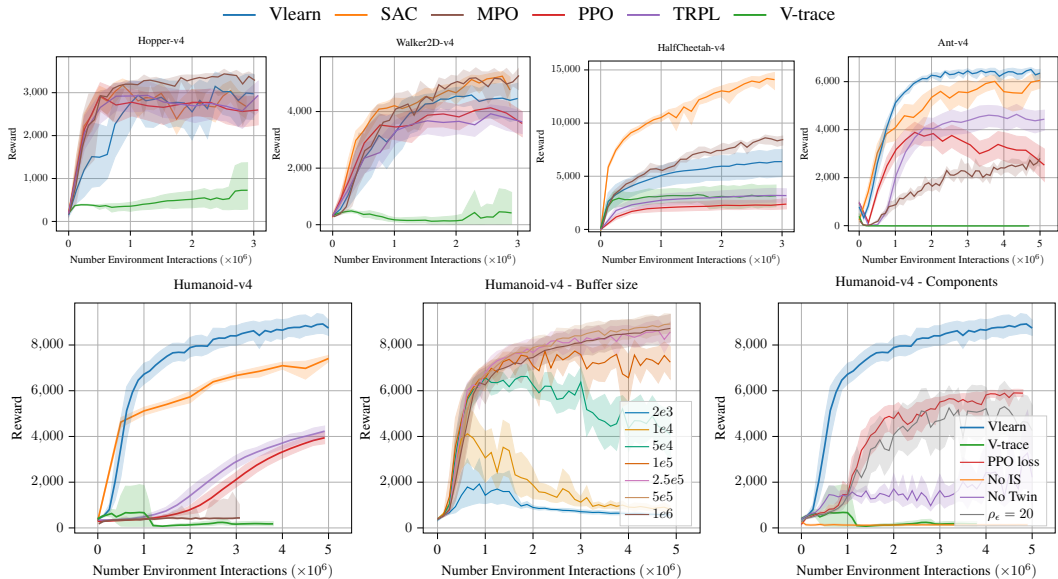 Vlearn SAC MPO PPO TRPL V-trace
Hopper-v4
Reward
3,000
2,000
1,000
0
0 1 2 3
Number Environment Interactions (×10⁶)
Walker2D-v4
Reward
4,000
2,000
0
0 1 2 3
Number Environment Interactions (×10⁶)
HalfCheetah-v4
Reward
15,000
10,000
5,000
0
0 1 2 3
Number Environment Interactions (×10⁶)
Ant-v4
Reward
6,000
4,000
2,000
0
0 1 2 3 4 5
Number Environment Interactions (×10⁶)
Humanoid-v4
Reward
8,000
6,000
4,000
2,000
0
0 1 2 3 4 5
Number Environment Interactions (×10⁶)
Humanoid-v4 - Buffer size
Reward
8,000
6,000
4,000
2,000
0
2e3
1e4
5e4
1e5
2.5e5
5e5
1e6
0 1 2 3 4 5
Number Environment Interactions (×10⁶)
Humanoid-v4 - Components
Reward
8,000
6,000
4,000
2,000
0
Vlearn
V-trace
PPO loss
No IS
No Twin
ρ_ϵ = 20
0 1 2 3 4 5
Number Environment Interactions (×10⁶)